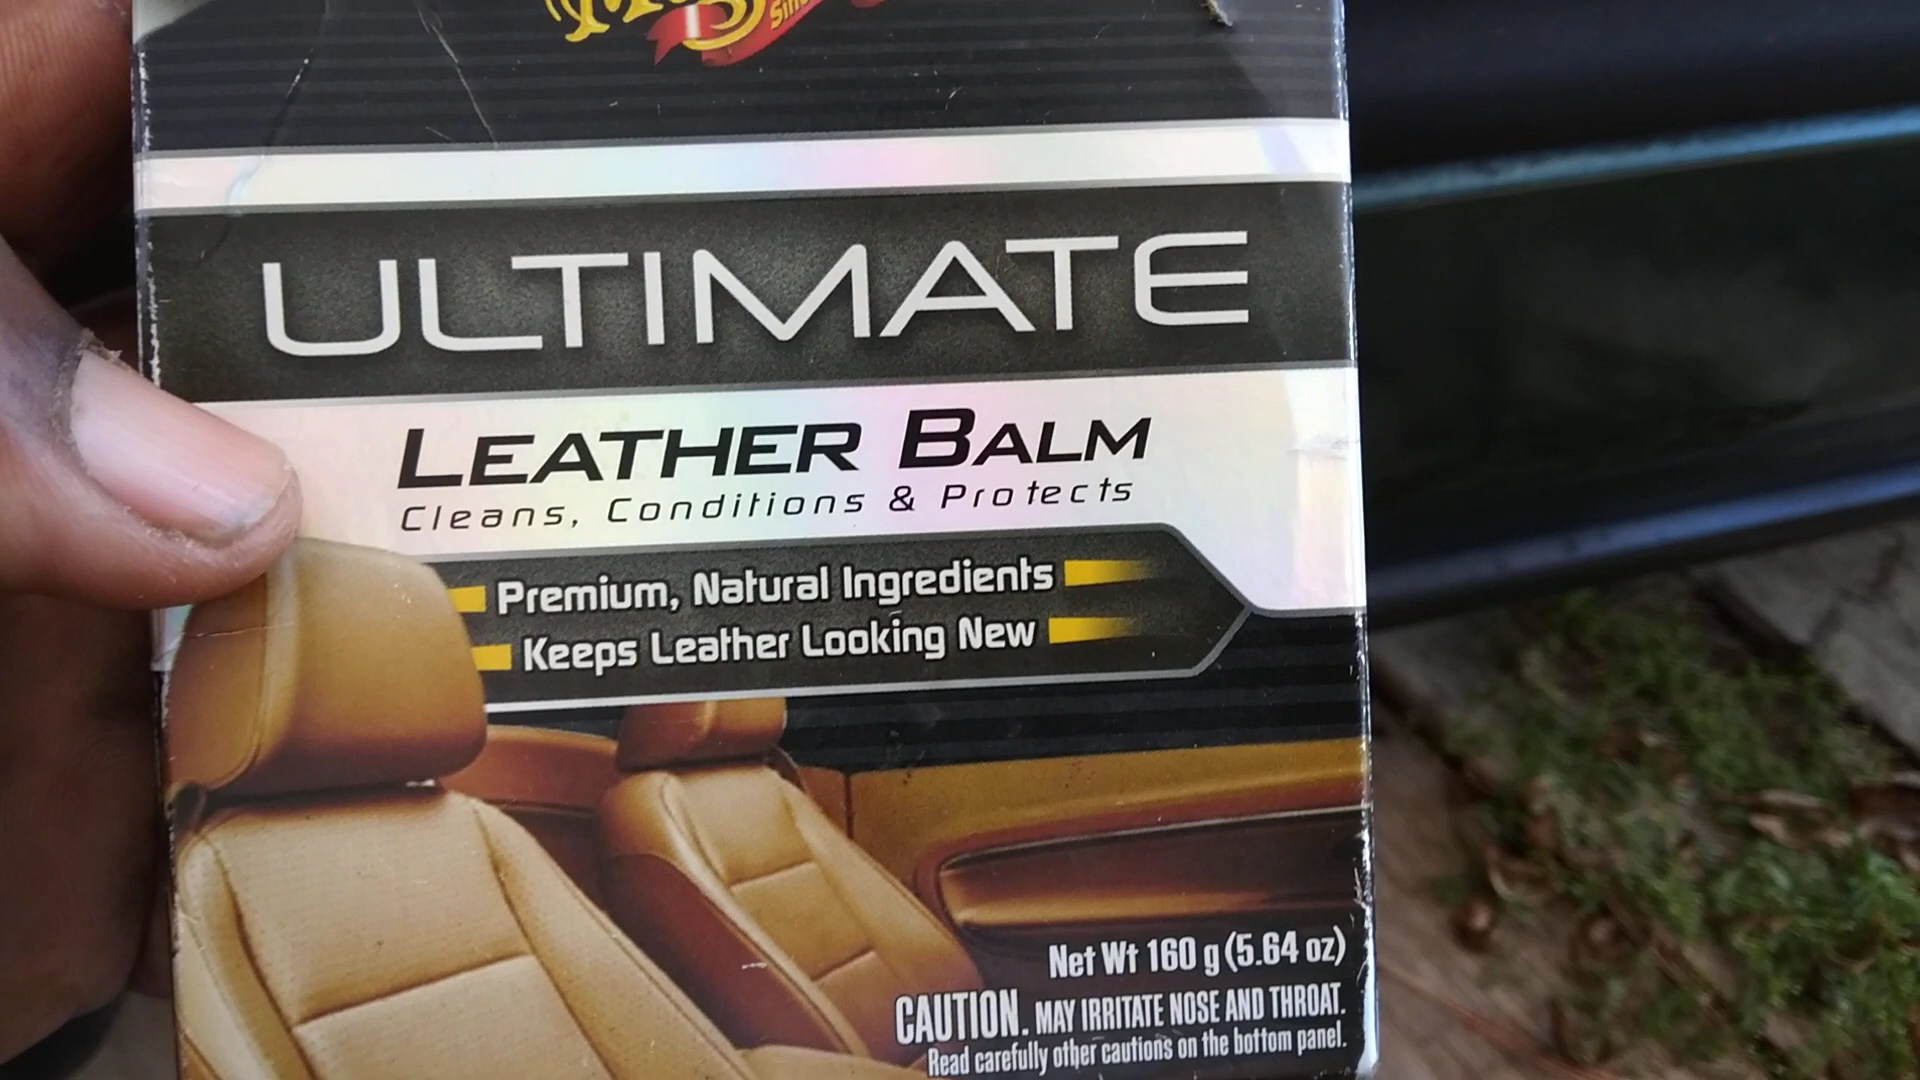 ULTIMATE
LEATHER BALM
Cleans, Conditions & Protects
Premium, Natural Ingredients
Keeps Leather Looking New
Net Wt 160 g (5.64 oz)
CAUTION. MAY IRRITATE NOSE AND THROAT.
Read carefully other cautions on the bottom panel.